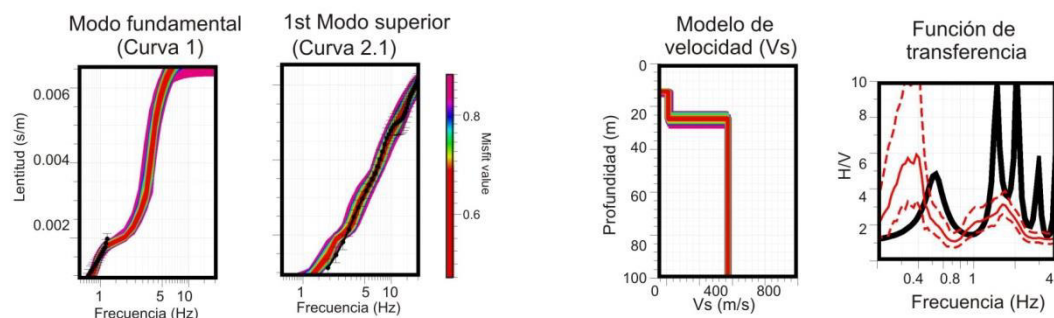 Modo fundamental
(Curva 1)
Lentitud (s/m)
0.006
0.004
0.002
1
5
10
Frecuencia (Hz)
1st Modo superior
(Curva 2.1)
1
5
10
Frecuencia (Hz)
0.8
0.6
Misfit value
Modelo de
velocidad (Vs)
Profundidad (m)
0
20
40
60
80
100
0
400
800
Vs (m/s)
Función de
transferencia
H/V
10
8
6
4
2
0.4
0.8
1
2
4
Frecuencia (Hz)